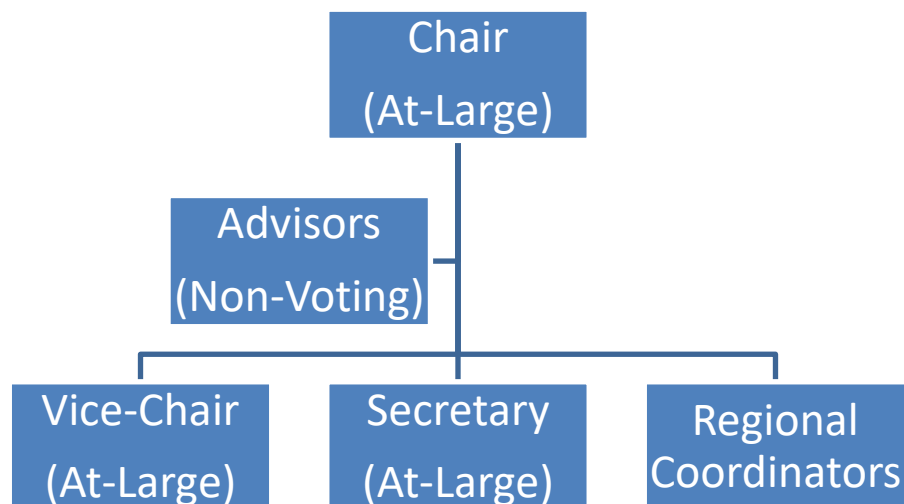 Chair
(At-Large)
Advisors
(Non-Voting)
Vice-Chair
(At-Large)
Secretary
(At-Large)
Regional
Coordinators